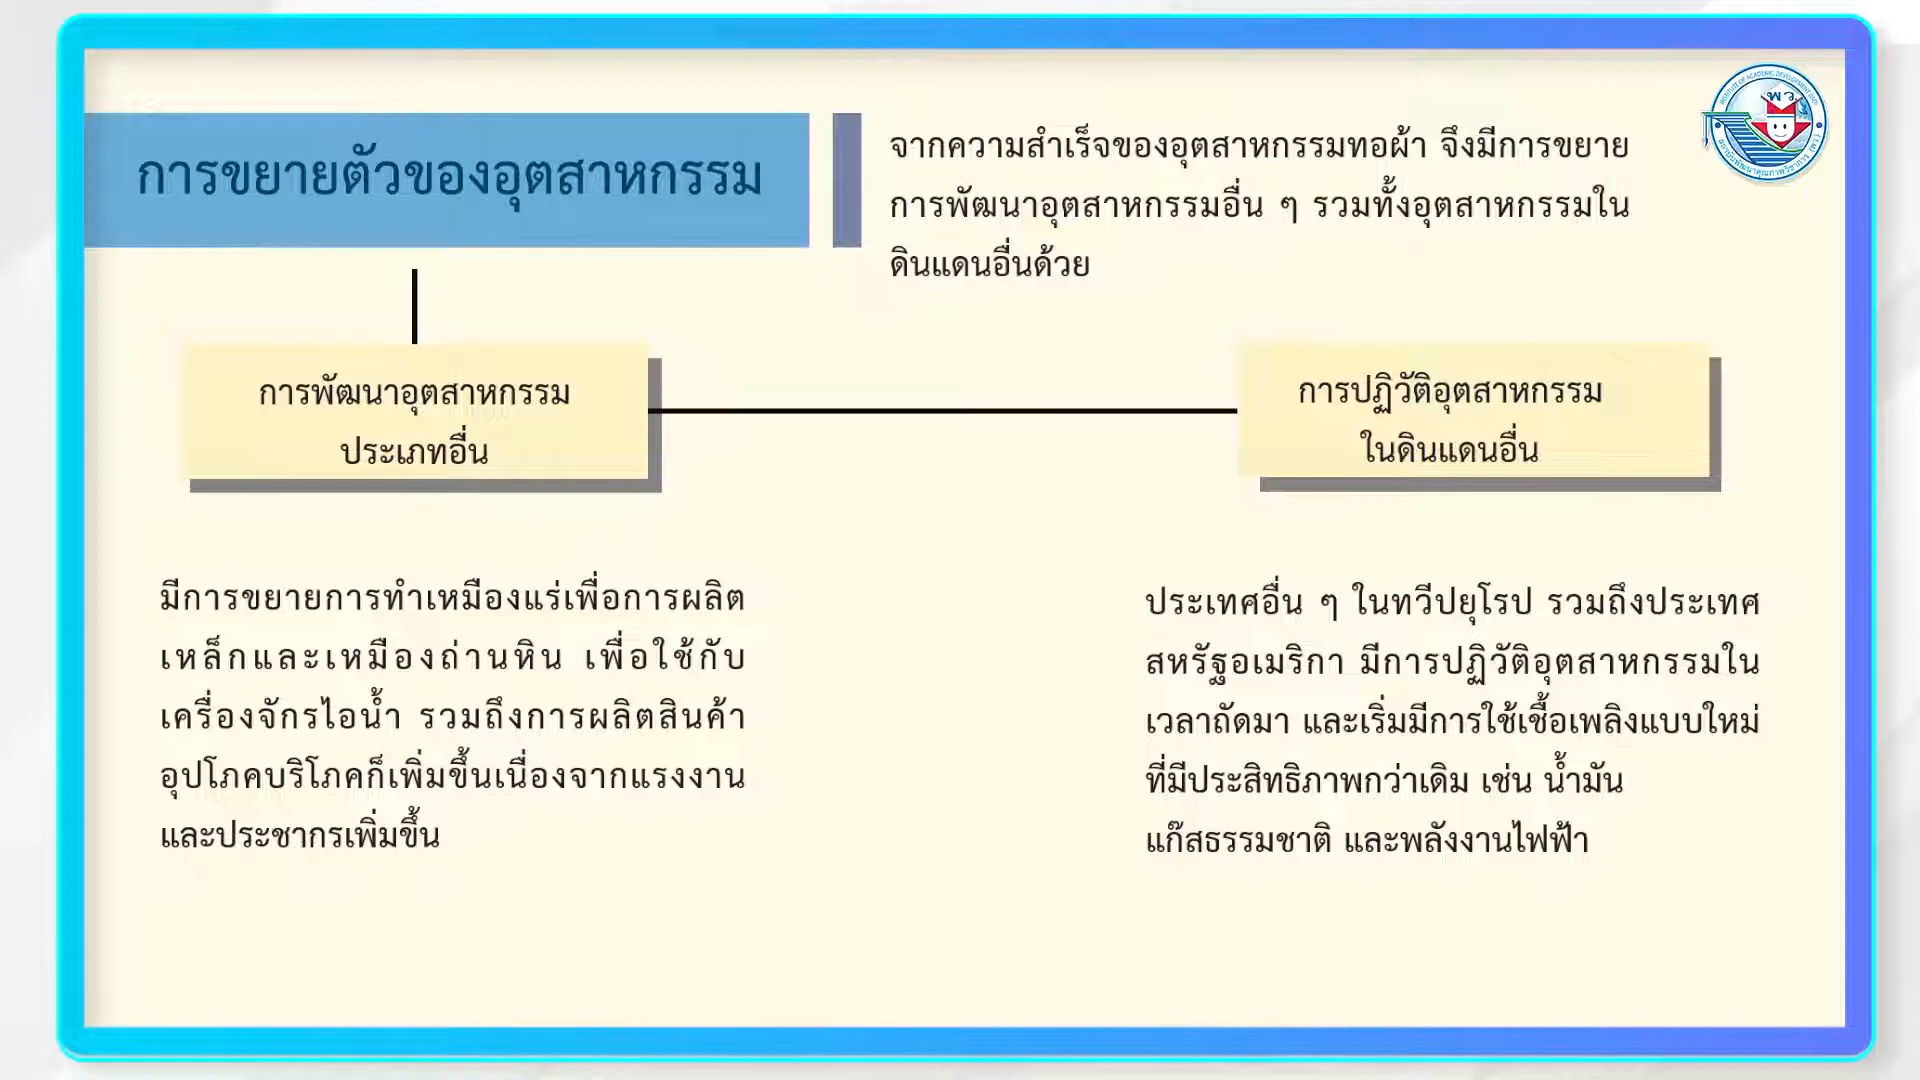 การขยายตัวของอุตสาหกรรม
จากความสำเร็จของอุตสาหกรรมทอผ้า จึงมีการขยาย
การพัฒนาอุตสาหกรรมอื่น ๆ รวมทั้งอุตสาหกรรมใน
ดินแดนอื่นด้วย
พว
การพัฒนาอุตสาหกรรม
ประเภทอื่น
การปฏิวัติอุตสาหกรรม
ในดินแดนอื่น
มีการขยายการทำเหมืองแร่เพื่อการผลิต
เหล็กและเหมืองถ่านหิน เพื่อใช้กับ
เครื่องจักรไอน้ำ รวมถึงการผลิตสินค้า
อุปโภคบริโภคก็เพิ่มขึ้นเนื่องจากแรงงาน
และประชากรเพิ่มขึ้น
ประเทศอื่น ๆ ในทวีปยุโรป รวมถึงประเทศ
สหรัฐอเมริกา มีการปฏิวัติอุตสาหกรรมใน
เวลาถัดมา และเริ่มมีการใช้เชื้อเพลิงแบบใหม่
ที่มีประสิทธิภาพกว่าเดิม เช่น น้ำมัน
แก๊สธรรมชาติ และพลังงานไฟฟ้า